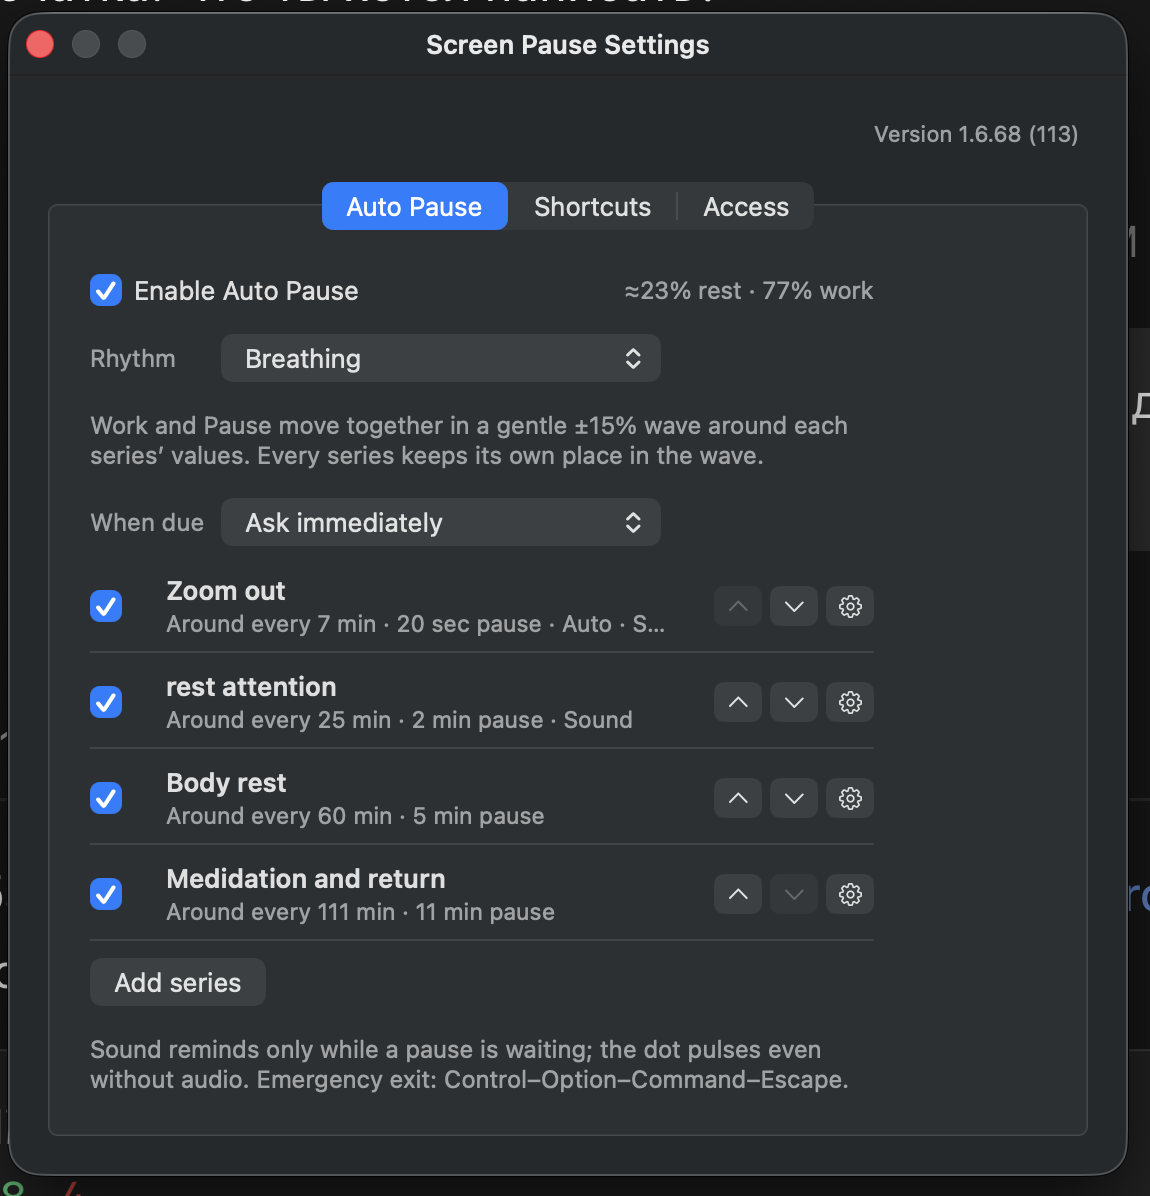 Screen Pause Settings
Version 1.6.68 (113)
Auto Pause
Shortcuts
Access
Enable Auto Pause
≈23% rest · 77% work
Rhythm
Breathing
Work and Pause move together in a gentle ±15% wave around each
series’ values. Every series keeps its own place in the wave.
When due
Ask immediately
Zoom out
Around every 7 min · 20 sec pause · Auto · S...
rest attention
Around every 25 min · 2 min pause · Sound
Body rest
Around every 60 min · 5 min pause
Medidation and return
Around every 111 min · 11 min pause
Add series
Sound reminds only while a pause is waiting; the dot pulses even
without audio. Emergency exit: Control–Option–Command–Escape.